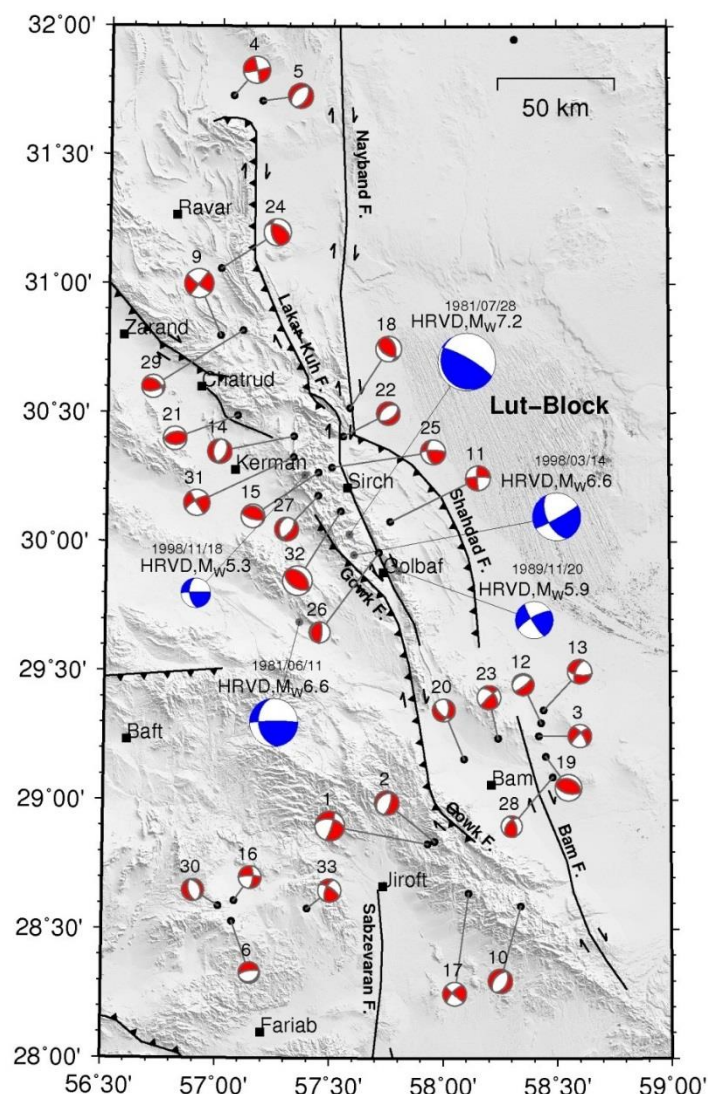 32°00'
4
5
50 km
31°30'
Nayband F.
Ravar
24
9
31°00'
Lakar-Kuh F.
1981/07/28
HRVD,MW7.2
18
Zarand
29
Chatrud
22
Lut-Block
30°30'
21
14
25
11
Kerman
1998/03/14
HRVD,MW6.6
Sirch
Shahdad F.
31
15
27
30°00'
1998/11/18
HRVD,MW5.3
32
Golbaf
1989/11/20
HRVD,MW5.9
Gowk F.
26
29°30'
1981/06/11
HRVD,MW6.6
13
12
23
20
3
Baft
19
Bam
29°00'
2
1
28
Gowk F.
Bam F.
30
16
33
Jiroft
28°30'
Sabzevaran F.
6
17
10
Fariab
28°00'
56°30' 57°00' 57°30' 58°00' 58°30' 59°00'